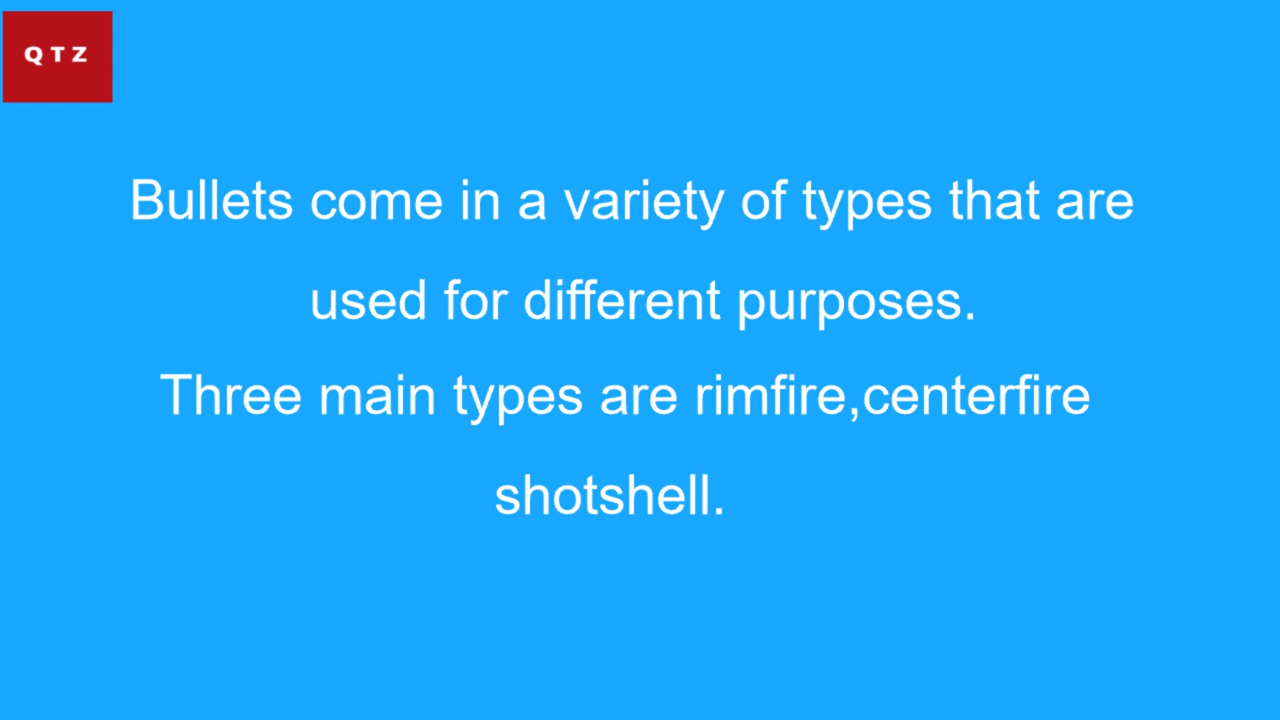 QTZ
Bullets come in a variety of types that are
used for different purposes.
Three main types are rimfire,centerfire
shotshell.